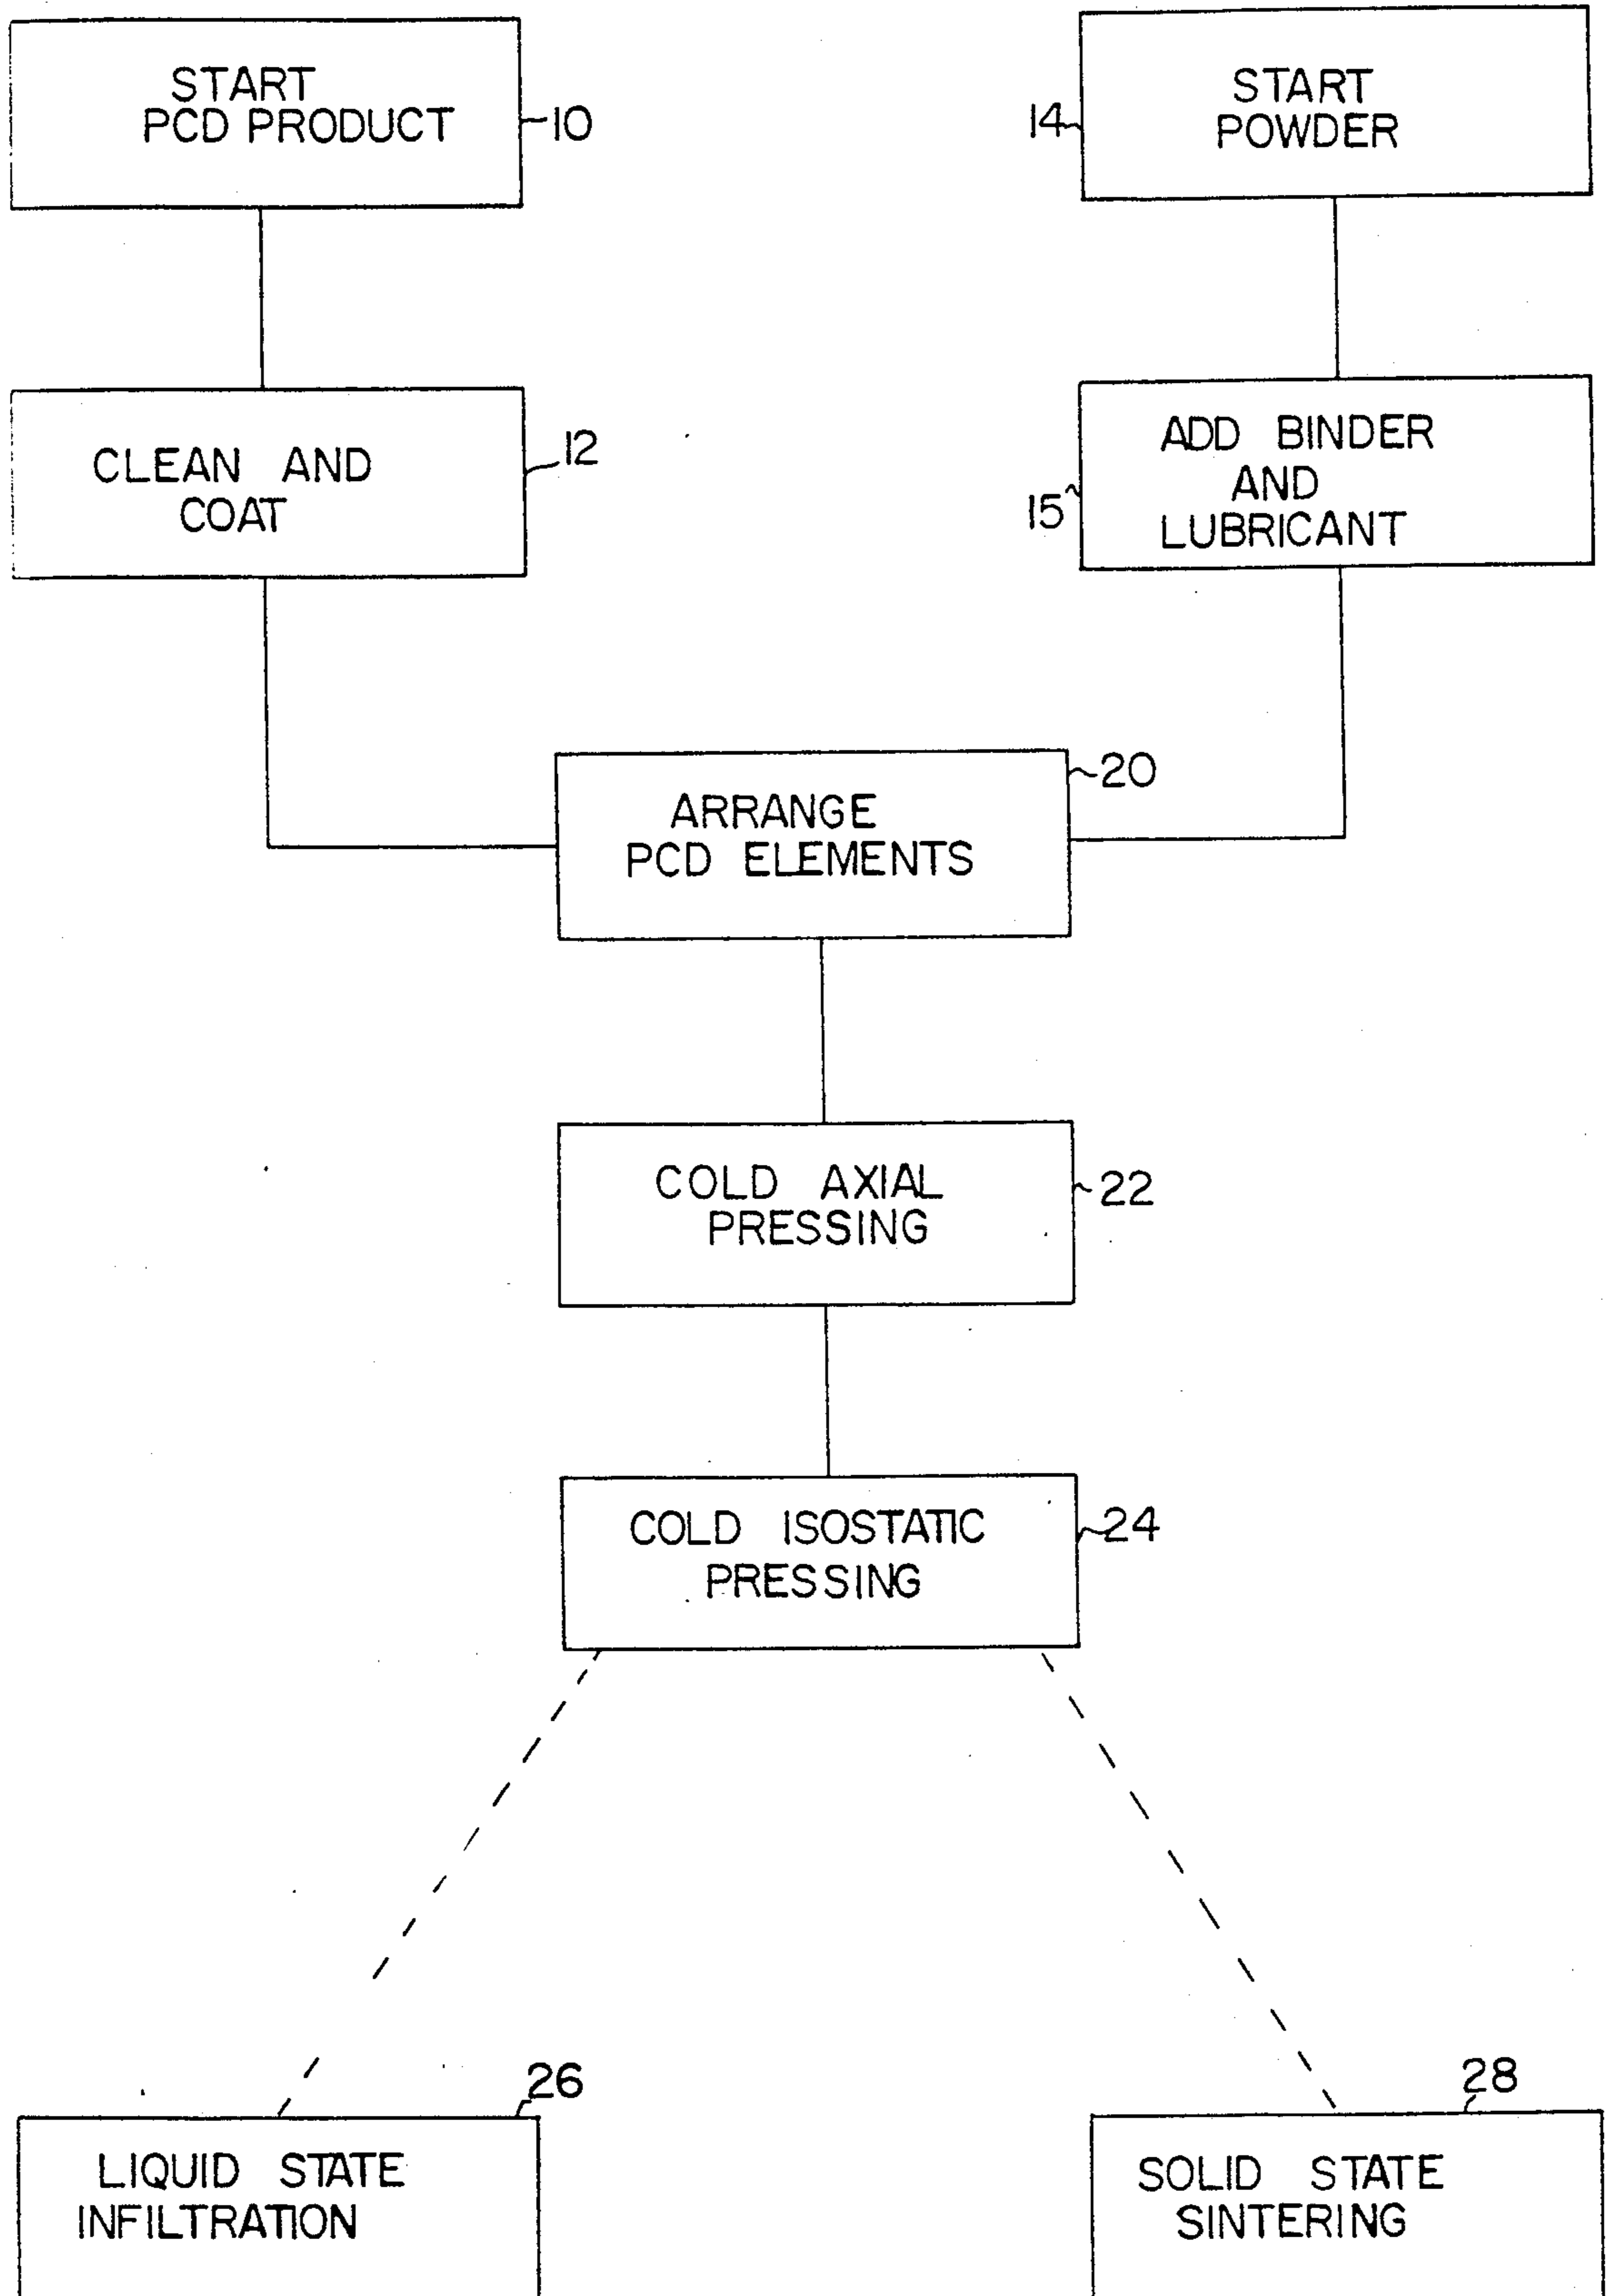 START
PCD PRODUCT
10
START
POWDER
14
CLEAN AND
COAT
12
ADD BINDER
AND
LUBRICANT
15
ARRANGE
PCD ELEMENTS
20
COLD AXIAL
PRESSING
22
COLD ISOSTATIC
PRESSING
24
LIQUID STATE
INFILTRATION
26
SOLID STATE
SINTERING
28